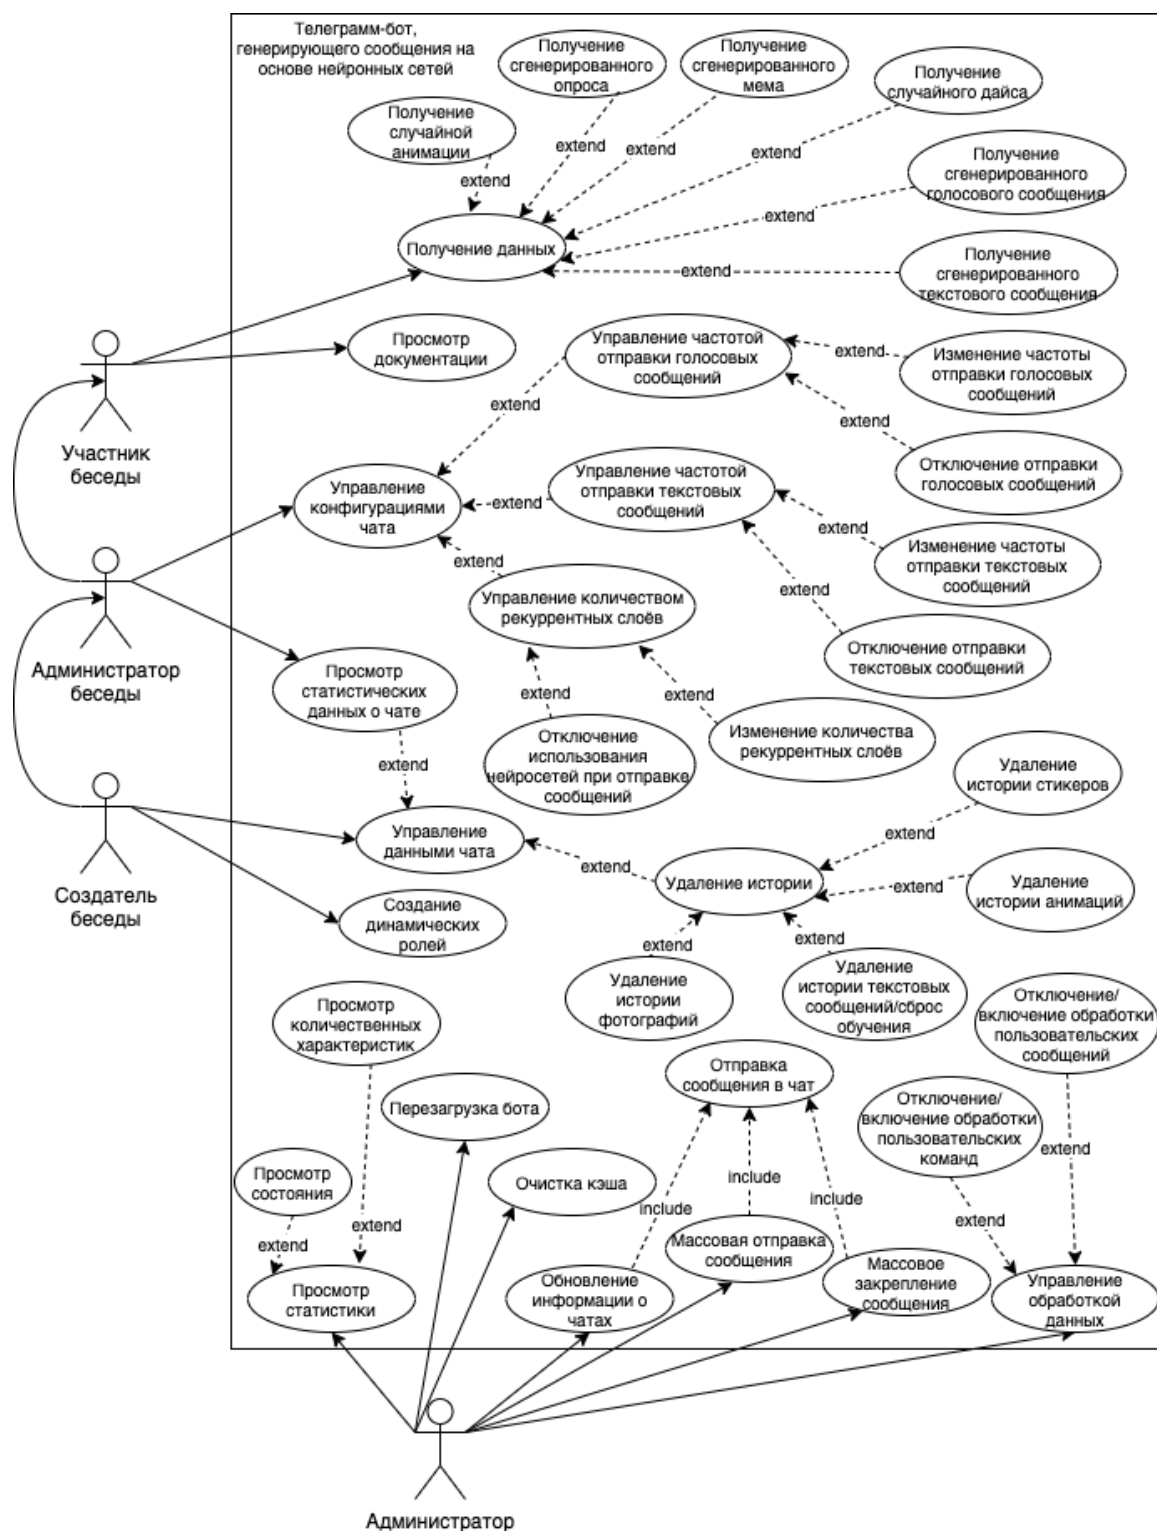 Телеграмм-бот,
генерирующего сообщения на
основе нейронных сетей
Получение
сгенерированного
опроса
Получение
сгенерированного
мема
Получение
случайного дайса
Получение
случайной
анимации
extend
extend
extend
extend
Получение
сгенерированного
голосового сообщения
extend
Получение данных
Получение
сгенерированного
текстового сообщения
extend
Просмотр
документации
Управление частотой
отправки голосовых
сообщений
extend
Изменение частоты
отправки голосовых
сообщений
extend
extend
Участник
беседы
Отключение отправки
голосовых сообщений
Управление
конфигурациями
чата
extend
Управление частотой
отправки текстовых
сообщений
extend
Изменение частоты
отправки текстовых
сообщений
extend
Управление количеством
рекуррентных слоёв
extend
Отключение отправки
текстовых сообщений
Администратор
беседы
Просмотр
статистических
данных о чате
extend
extend
Отключение
использования
нейросетей при отправке
сообщений
Изменение количества
рекуррентных слоёв
Удаление
истории стикеров
extend
Управление
данными чата
extend
extend
Удаление истории
extend
Удаление
истории анимаций
Создатель
беседы
Создание
динамических
ролей
extend
extend
Удаление
истории
фотографий
Удаление
истории текстовых
сообщений/сброс
обучения
Отключение/
включение обработки
пользовательских
сообщений
Просмотр
количественных
характеристик
Отправка
сообщения в чат
Перезагрузка бота
Отключение/
включение обработки
пользовательских
команд
extend
Просмотр
состояния
Очистка кэша
include
include
include
extend
extend
extend
Массовая отправка
сообщения
Просмотр
статистики
Обновление
информации о
чатах
Массовое
закрепление
сообщения
Управление
обработкой
данных
Администратор